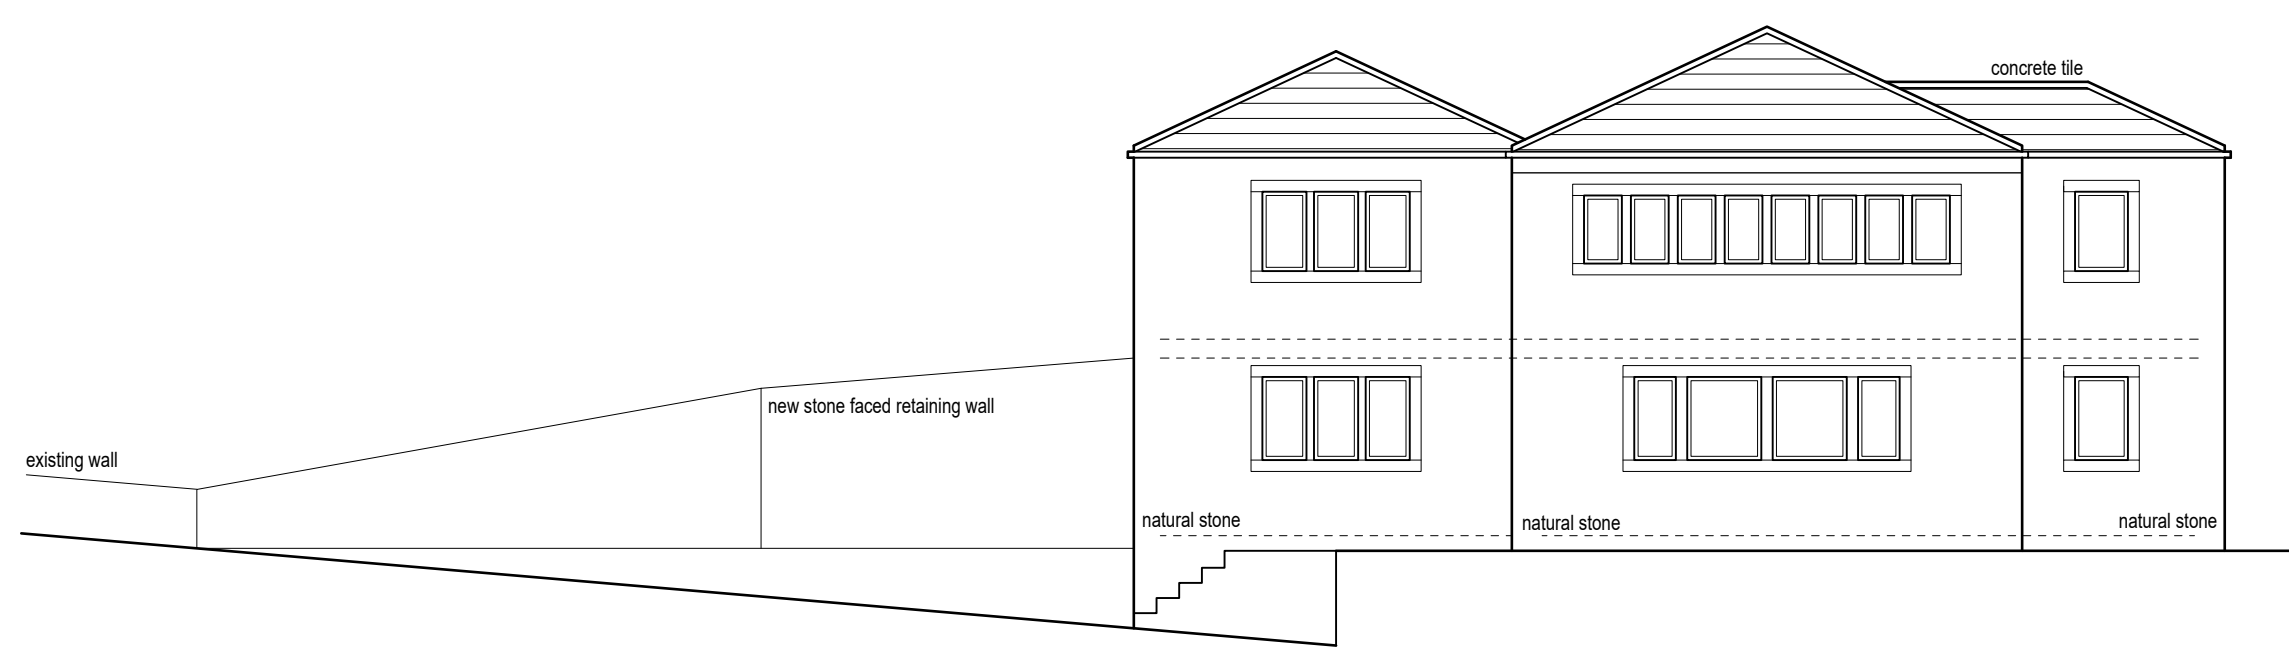 concrete tile
new stone faced retaining wall
existing wall
natural stone
natural stone
natural stone